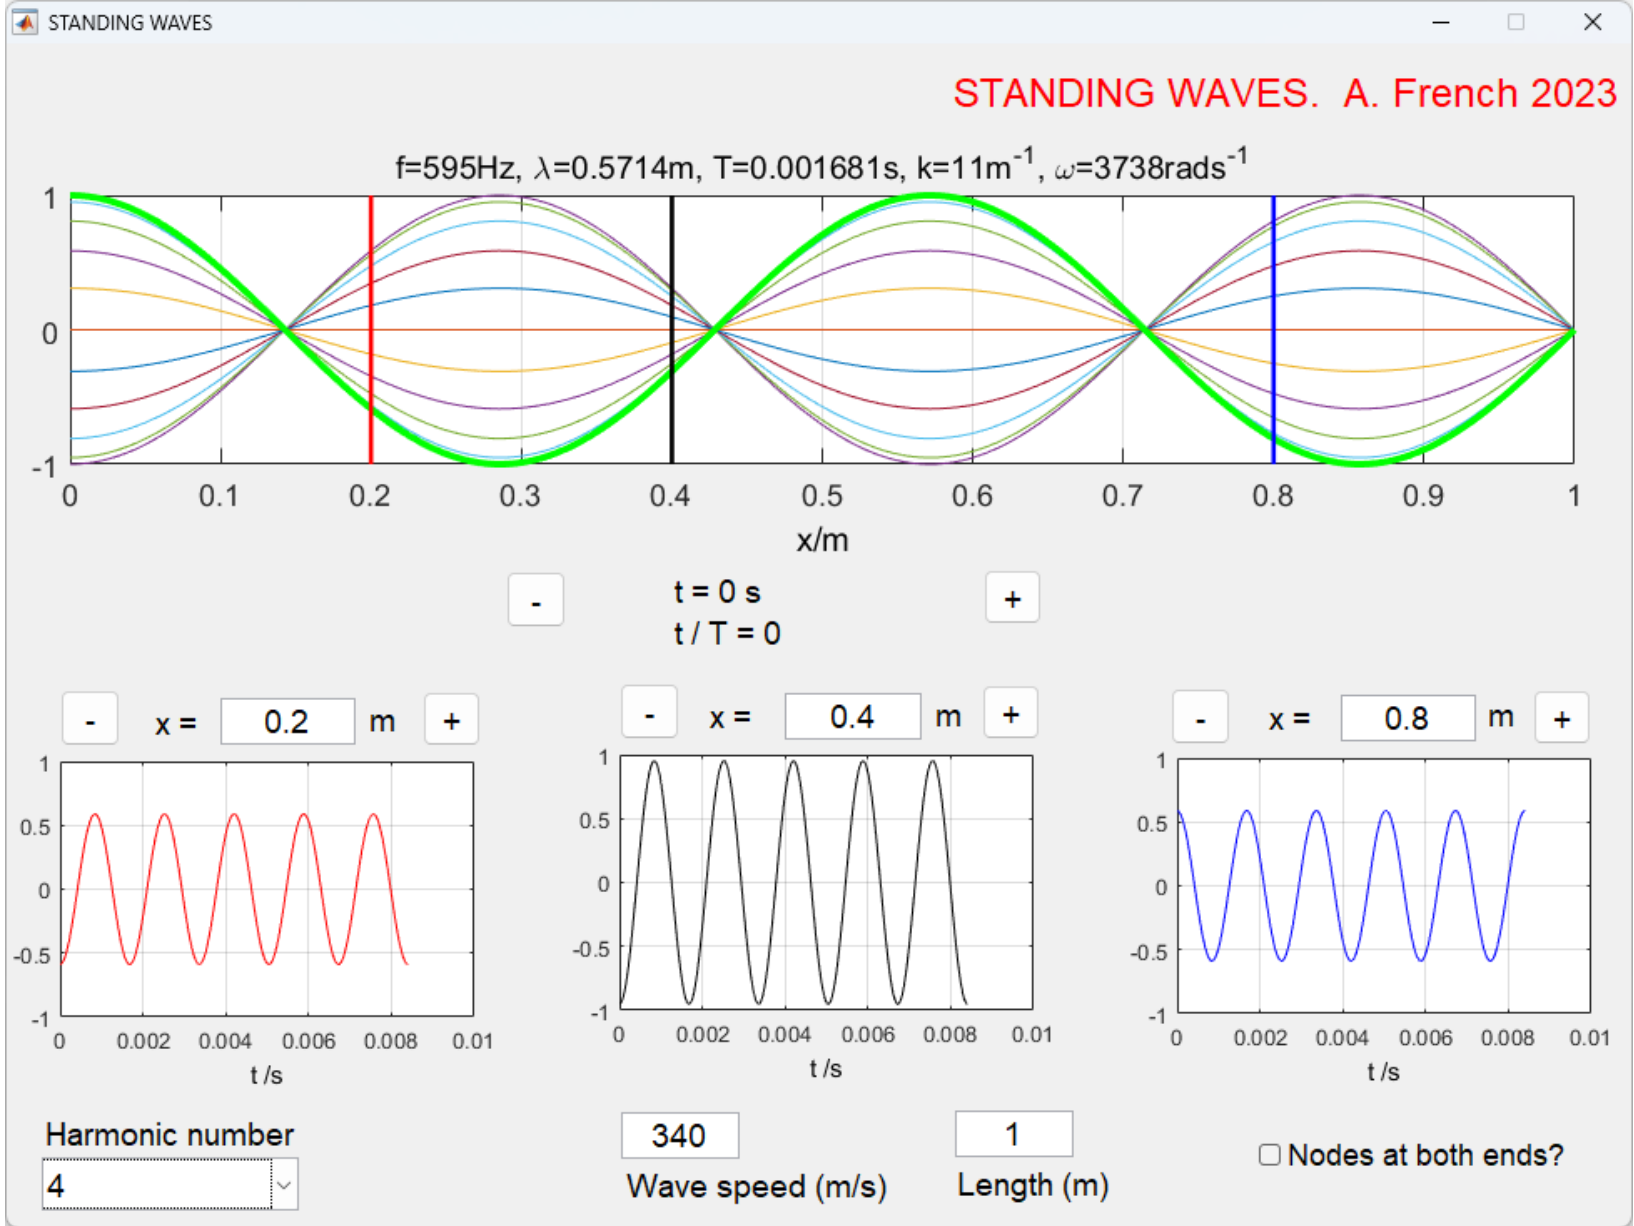 STANDING WAVES
STANDING WAVES.  A. French 2023
f=595Hz, λ=0.5714m, T=0.001681s, k=11m⁻¹, ω=3738rads⁻¹
1
0
-1
0 0.1 0.2 0.3 0.4 0.5 0.6 0.7 0.8 0.9 1
x/m
- t = 0 s +
t / T = 0
- x = 0.2 m +
- x = 0.4 m +
- x = 0.8 m +
1
0.5
0
-0.5
-1
0 0.002 0.004 0.006 0.008 0.01
t /s
1
0.5
0
-0.5
-1
0 0.002 0.004 0.006 0.008 0.01
t /s
1
0.5
0
-0.5
-1
0 0.002 0.004 0.006 0.008 0.01
t /s
Harmonic number
4
340
Wave speed (m/s)
1
Length (m)
Nodes at both ends?